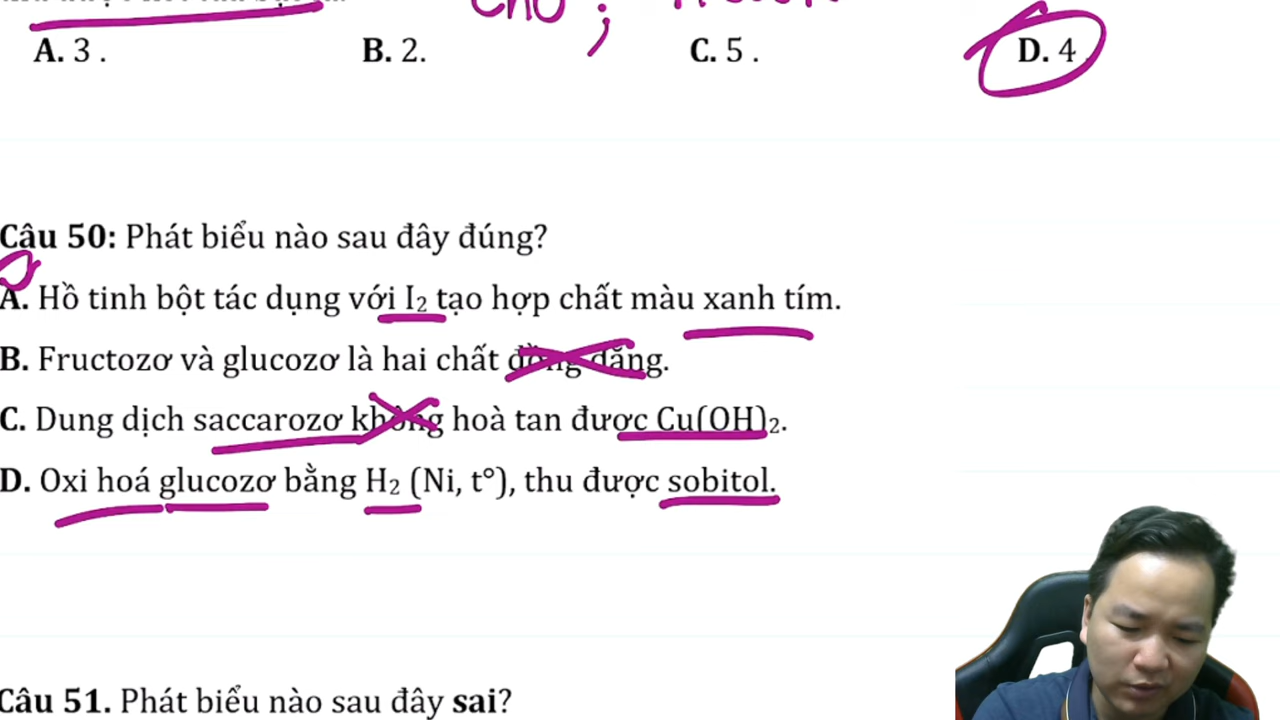 A. 3 . B. 2. C. 5 . D. 4
Câu 50: Phát biểu nào sau đây đúng?
A. Hồ tinh bột tác dụng với I₂ tạo hợp chất màu xanh tím.
B. Fructozơ và glucozơ là hai chất đồng đẳng.
C. Dung dịch saccarozơ không hoà tan được Cu(OH)₂.
D. Oxi hoá glucozơ bằng H₂ (Ni, t°), thu được sobitol.
Câu 51. Phát biểu nào sau đây sai?